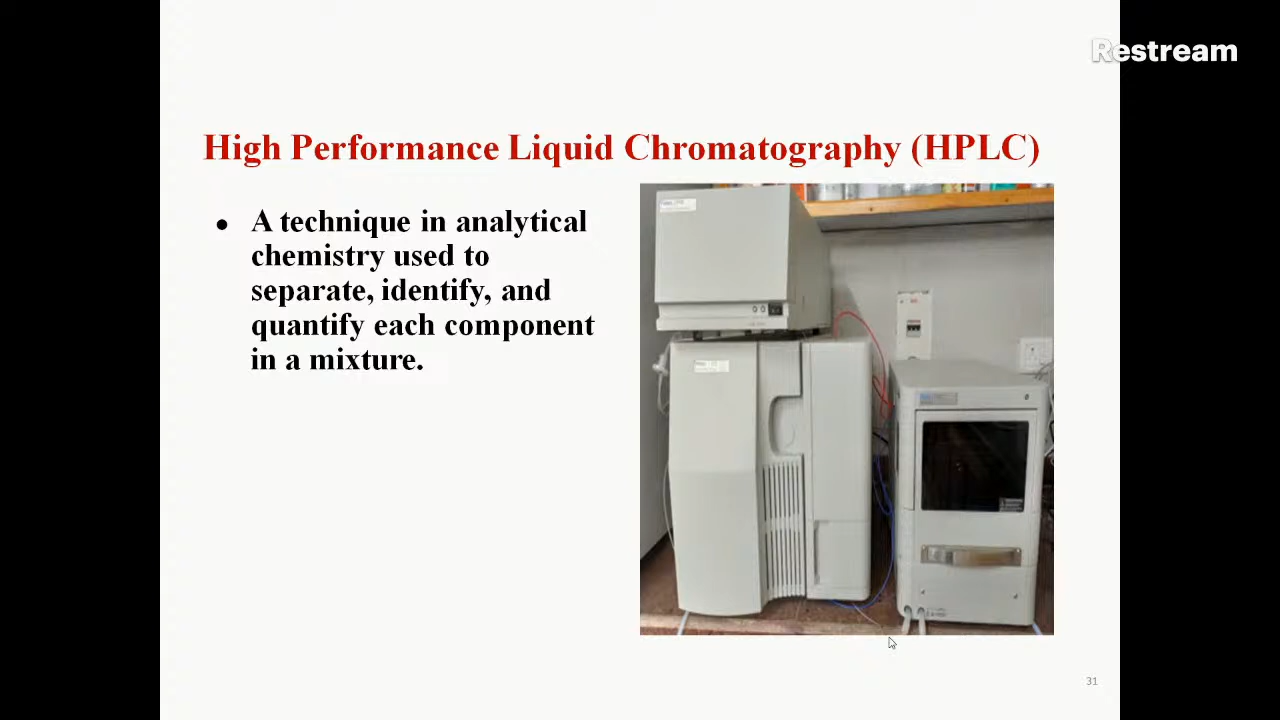 Restream
High Performance Liquid Chromatography (HPLC)
● A technique in analytical
chemistry used to
separate, identify, and
quantify each component
in a mixture.
31